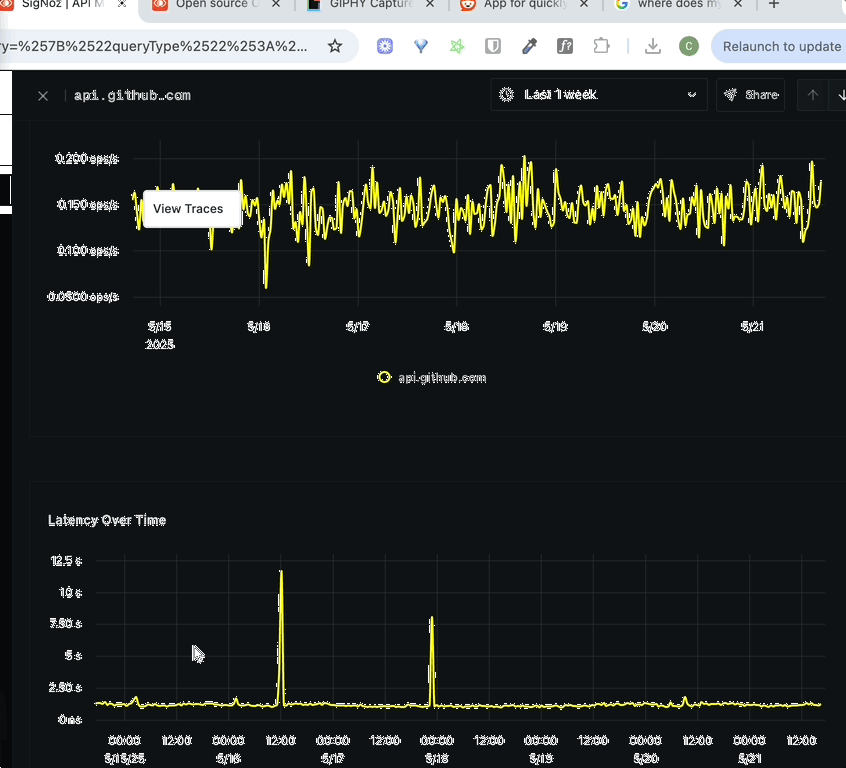 SigNoz | API M
Open source C
GIPHY Capture
App for quickly
where does my
ry=%257B%2522queryType%2522%253A%2...
f?
C
Relaunch to update
api.github.com
Last 1 week
Share
0.200 ops/s
0.150 ops/s
0.100 ops/s
0.0500 ops/s
View Traces
5/15 5/16 5/17 5/18 5/19 5/20 5/21
2025
api.github.com
Latency Over Time
12.5 s
10 s
7.50 s
5 s
2.50 s
0 ns
00:00 12:00 00:00 12:00 00:00 12:00 00:00 12:00 00:00 12:00 00:00 12:00 00:00 12:00
5/15/25 5/16 5/17 5/18 5/19 5/20 5/21